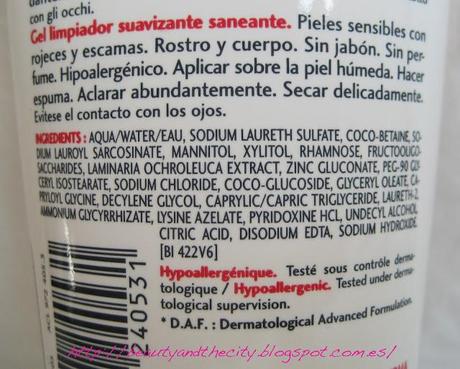 con gli occhi.
Gel limpiador suavizante saneante. Pieles sensibles con
rojeces y escamas. Rostro y cuerpo. Sin jabón. Sin per-
fume. Hipoalergénico. Aplicar sobre la piel húmeda. Hacer
espuma. Aclarar abundantemente. Secar delicadamente.
Evitese el contacto con los ojos.
INGREDIENTS : AQUA/WATER/EAU, SODIUM LAURETH SULFATE, COCO-BETAINE, SO-
DIUM LAUROYL SARCOSINATE, MANNITOL, XYLITOL, RHAMNOSE, FRUCTOOLIGO-
SACCHARIDES, LAMINARIA OCHROLEUCA EXTRACT, ZINC GLUCONATE, PEG-90 GLY-
CERYL ISOSTEARATE, SODIUM CHLORIDE, COCO-GLUCOSIDE, GLYCERYL OLEATE, CA-
PRYLOYL GLYCINE, DECYLENE GLYCOL, CAPRYLIC/CAPRIC TRIGLYCERIDE, LAURETH-2,
AMMONIUM GLYCYRRHIZATE, LYSINE AZELATE, PYRIDOXINE HCL, UNDECYL ALCOHOL,
CITRIC ACID, DISODIUM EDTA, SODIUM HYDROXIDE.
[BI 422V6]
Hypoallergénique. Testé sous contrôle derma-
tologique / Hypoallergenic. Tested under derma-
tological supervision.
* D.A.F. : Dermatological Advanced Formulation.
240531
http://beautyandthecity.blogspot.com.es/